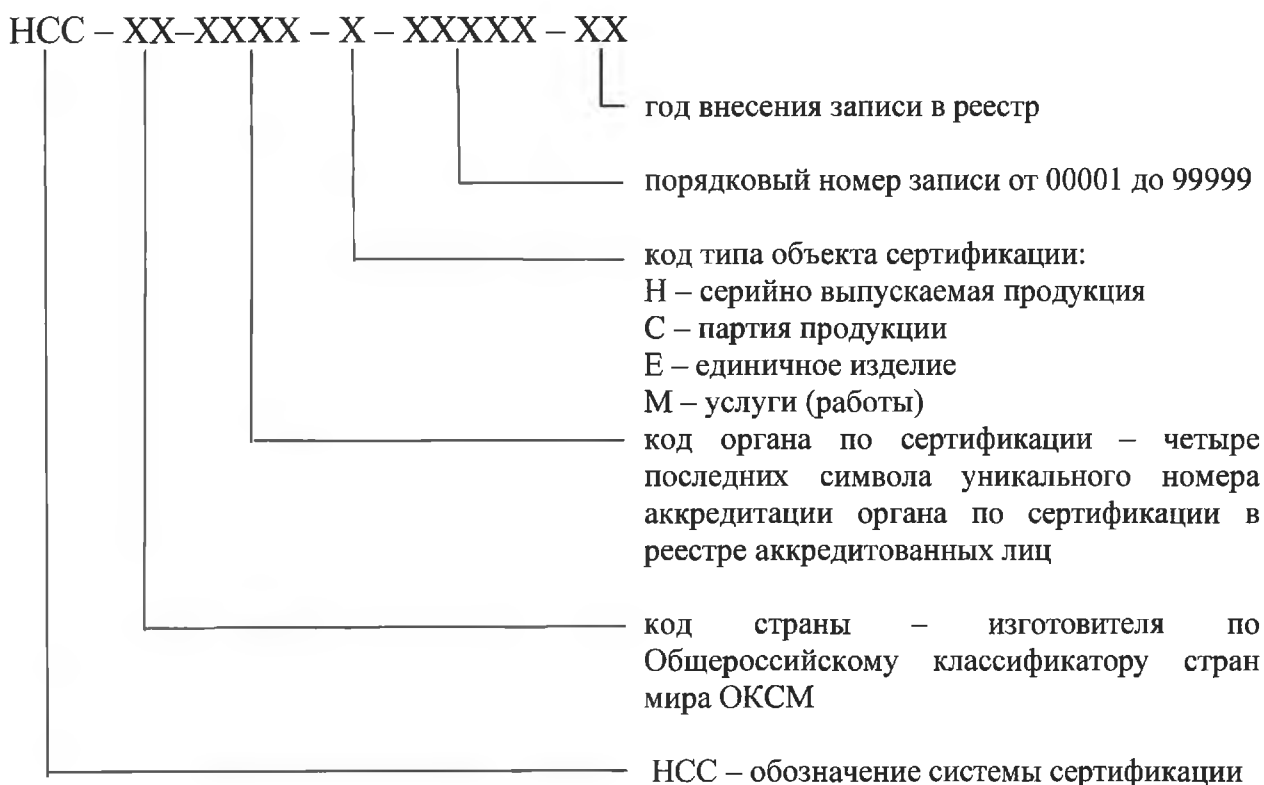 НСС – ХХ–ХХХХ – Х – ХХХХХ – ХХ
год внесения записи в реестр
порядковый номер записи от 00001 до 99999
код типа объекта сертификации:
Н – серийно выпускаемая продукция
С – партия продукции
Е – единичное изделие
М – услуги (работы)
код органа по сертификации – четыре
последних символа уникального номера
аккредитации органа по сертификации в
реестре аккредитованных лиц
код страны – изготовителя по
Общероссийскому классификатору стран
мира ОКСМ
НСС – обозначение системы сертификации